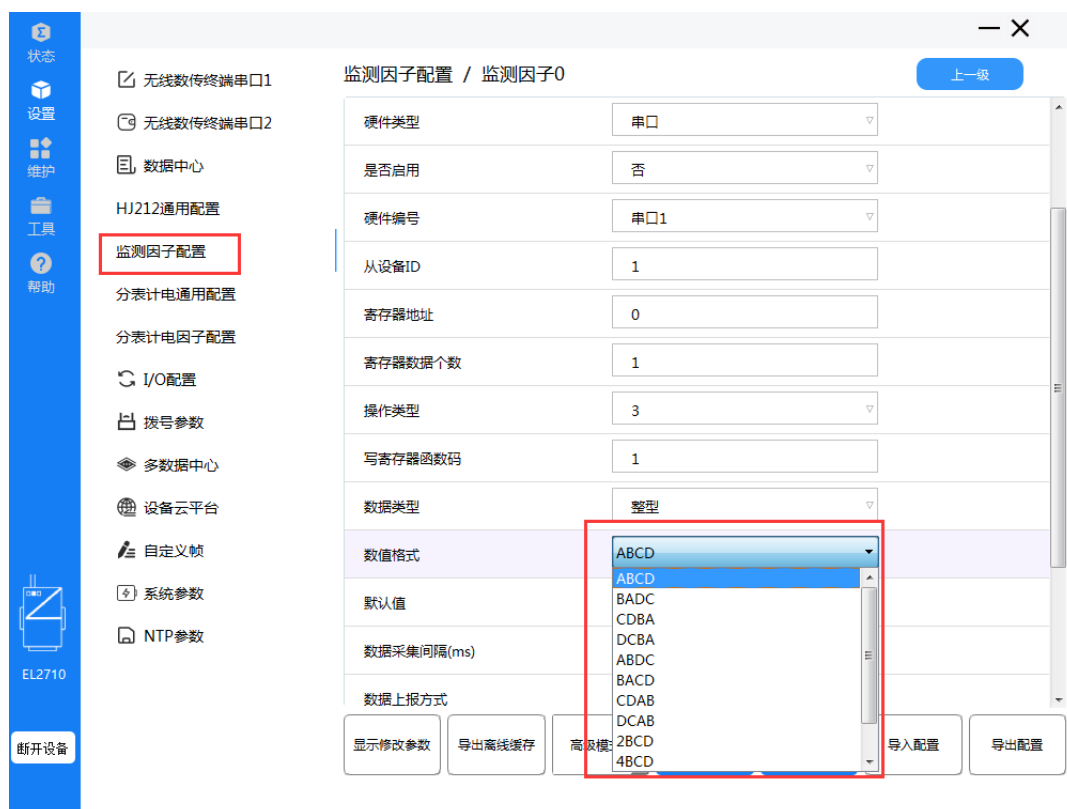 状态
设置
维护
工具
帮助
EL2710
断开设备
无线数传终端串口1
无线数传终端串口2
数据中心
HJ212通用配置
监测因子配置
分表计电通用配置
分表计电因子配置
I/O配置
拨号参数
多数据中心
设备云平台
自定义帧
系统参数
NTP参数
监测因子配置 / 监测因子0
上一级
硬件类型 串口
是否启用 否
硬件编号 串口1
从设备ID 1
寄存器地址 0
寄存器数据个数 1
操作类型 3
写寄存器函数码 1
数据类型 整型
数值格式 ABCD
ABCD
BADC
CDBA
DCBA
ABDC
BACD
CDAB
DCAB
2BCD
4BCD
默认值
数据采集间隔(ms)
数据上报方式
显示修改参数
导出离线缓存
高级模
导入配置
导出配置